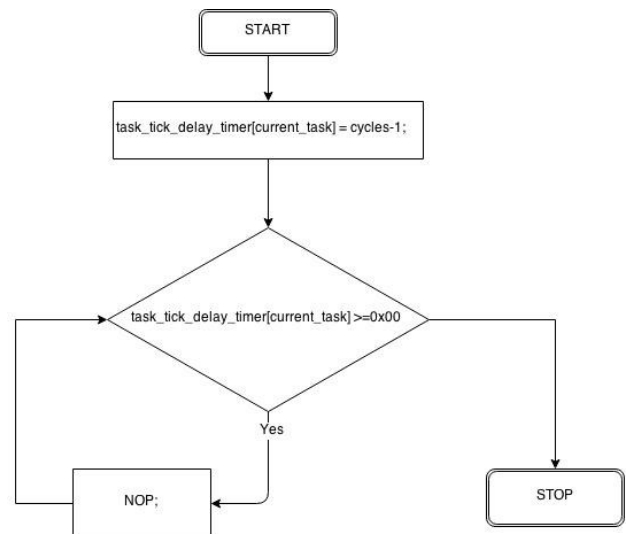 START
task_tick_delay_timer[current_task] = cycles-1;
task_tick_delay_timer[current_task] >=0x00
Yes
NOP;
STOP